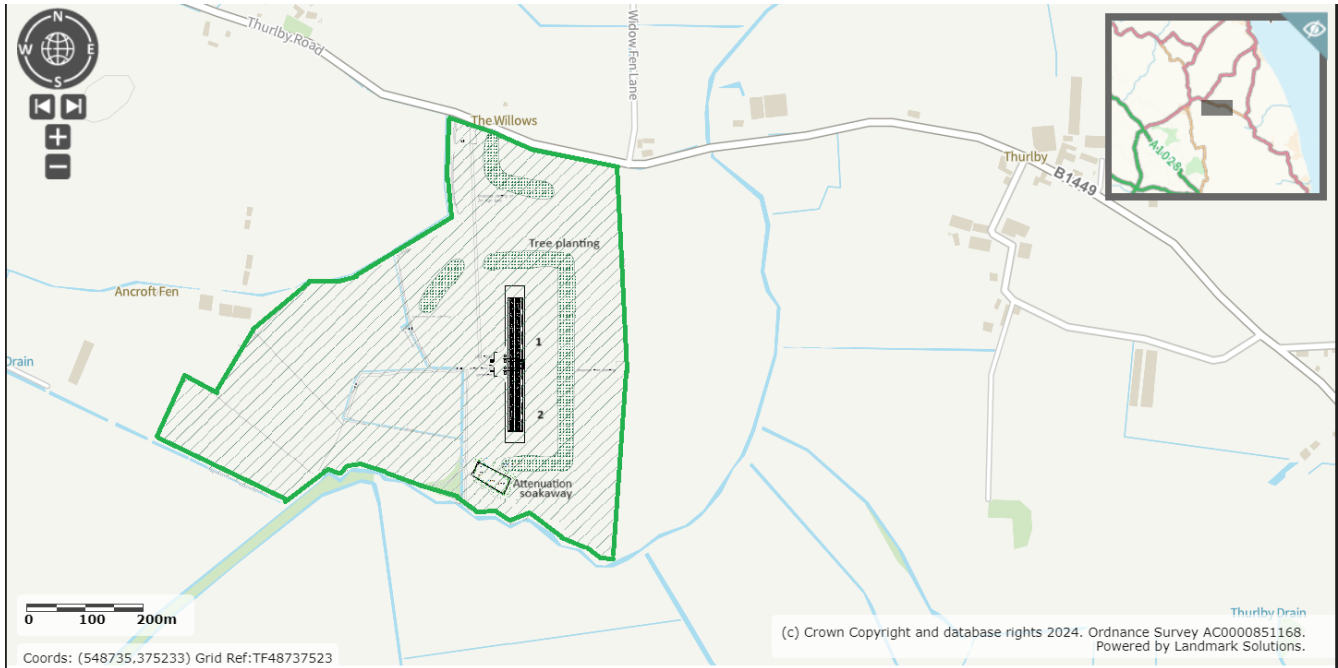 N
W
E
S
Thurlby Road
Widow Fen Lane
The Willows
Thurlby
B1449
A1028
Tree planting
Ancroft Fen
1
Drain
2
Attenuation
soakaway
0 100 200m
Thurlby Drain
(c) Crown Copyright and database rights 2024. Ordnance Survey AC0000851168.
Powered by Landmark Solutions.
Coords: (548735,375233) Grid Ref:TF48737523